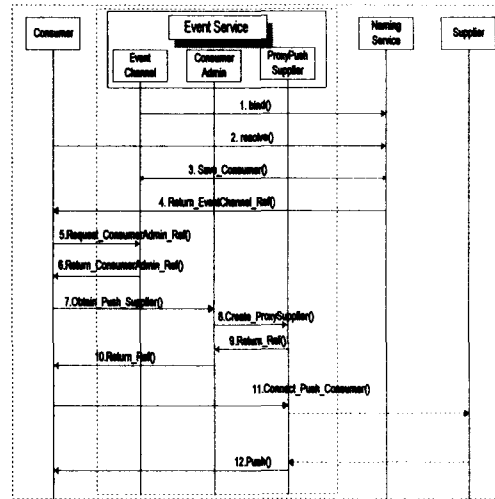 Event Service
Consumer
Naming
Service
Supplier
Event
Channel
Consumer
Admin
ProxyPush
Supplier
1. bind()
2. resolve()
3. Save_Consumer()
4. Return_EventChannel_Ref()
5.Request_ConsumerAdmin_Ref()
6.Return_ConsumerAdmin_Ref()
7.Obtain_Push_Supplier()
8.Create_ProxySupplier()
9.Return_Ref()
10.Return_Ref()
11.Connect_Push_Consumer()
12.Push()